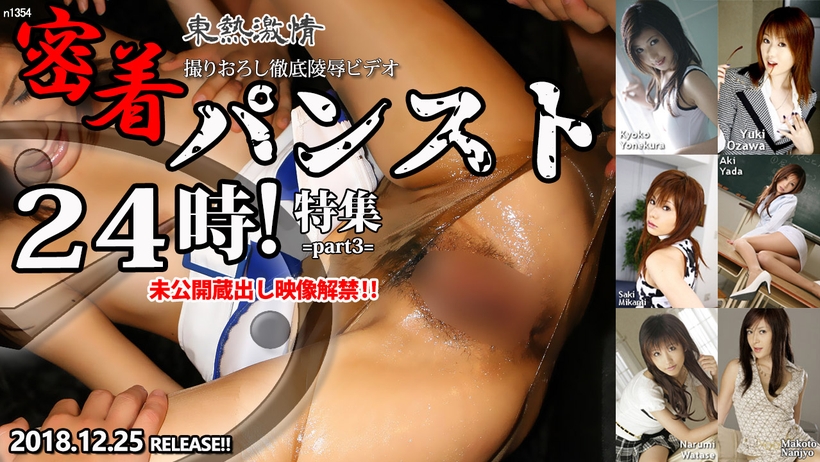 n1354
東熱激情
撮りおろし徹底陵辱ビデオ
密着
パンスト
24時!
特集
=part3=
未公開蔵出し映像解禁!!
2018.12.25 RELEASE!!
Kyoko
Yonekura
Yuki
Ozawa
Saki
Mikami
Aki
Yada
Narumi
Watase
Makoto
Nanjyo